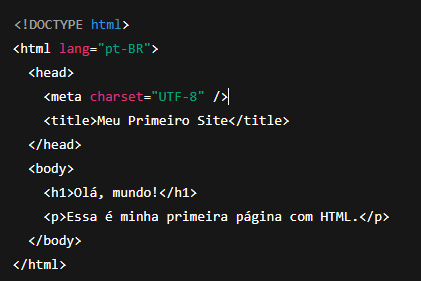 <!DOCTYPE html>
<html lang="pt-BR">
<head>
<meta charset="UTF-8" />
<title>Meu Primeiro Site</title>
</head>
<body>
<h1>Olá, mundo!</h1>
<p>Essa é minha primeira página com HTML.</p>
</body>
</html>